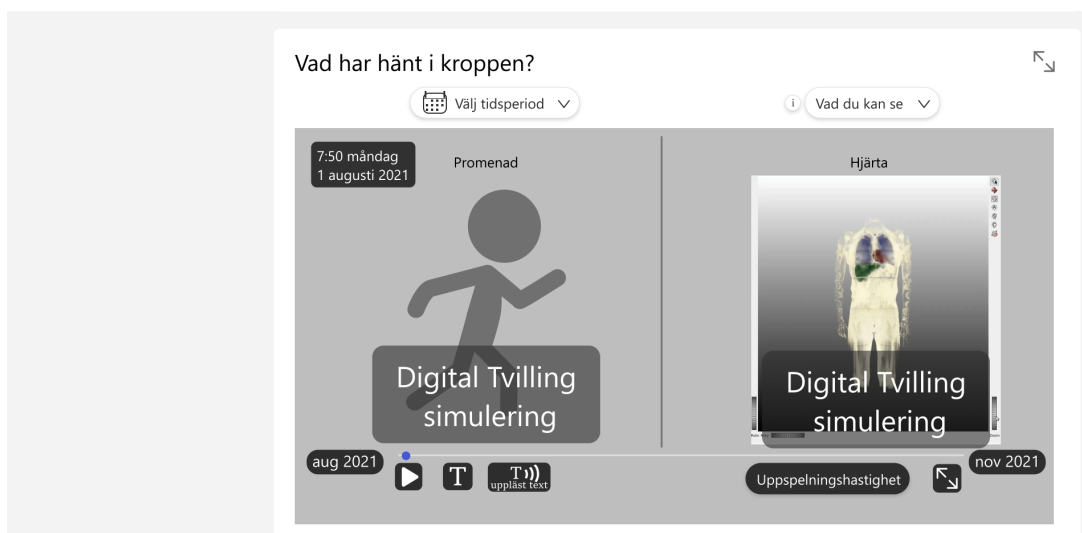 Vad har hänt i kroppen?
Välj tidsperiod
i
Vad du kan se
7:50 måndag
1 augusti 2021
Promenad
Hjärta
Digital Tvilling
simulering
Digital Tvilling
simulering
aug 2021
nov 2021
T
T
uppläst text
Uppspelningshastighet